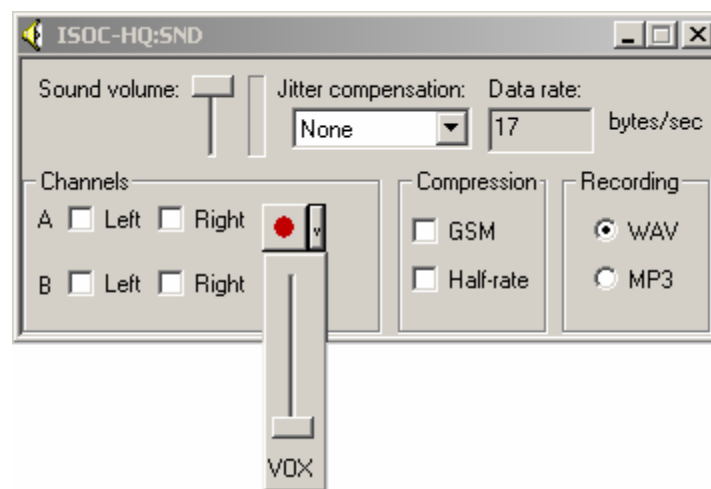 ISOC-HQ:SND
Sound volume: Jitter compensation: Data rate:
None 17 bytes/sec
Channels Compression Recording
A Left Right v GSM WAV
B Left Right Half-rate MP3
VOX